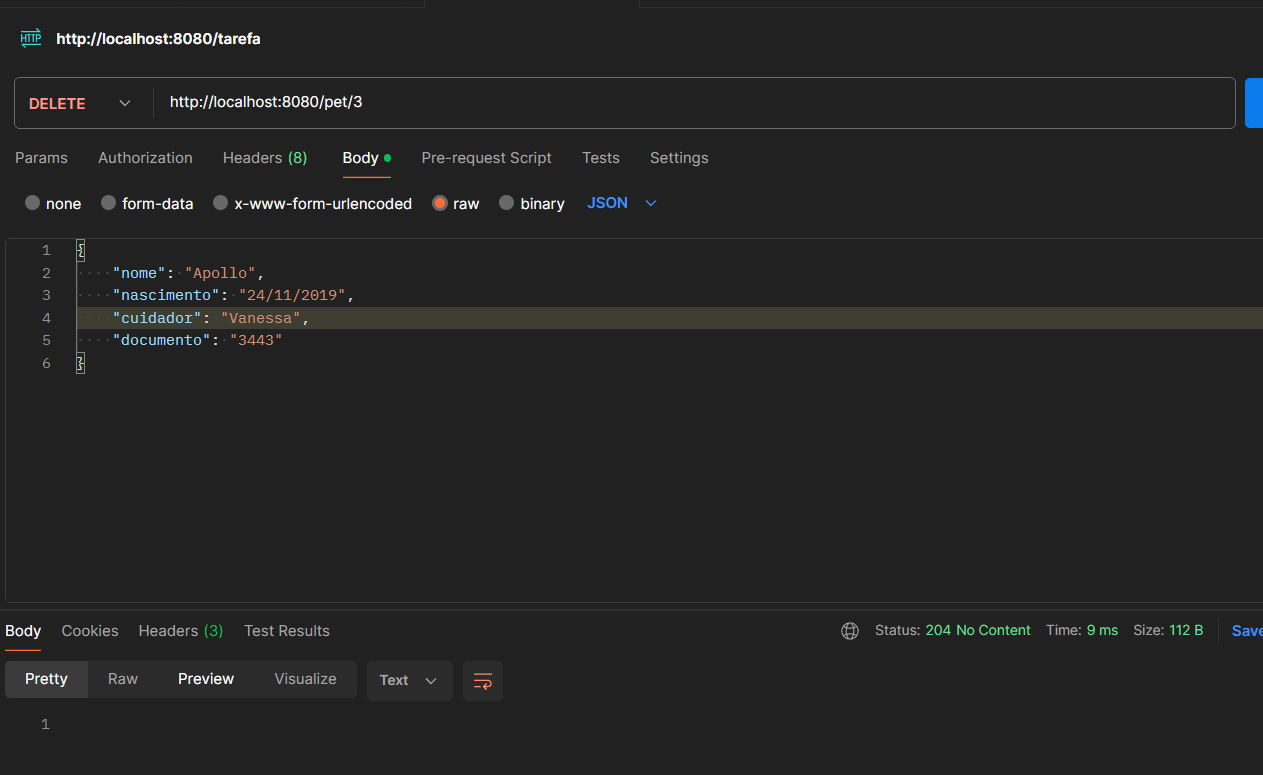 HTTP http://localhost:8080/tarefa
DELETE http://localhost:8080/pet/3
Params Authorization Headers (8) Body Pre-request Script Tests Settings
none form-data x-www-form-urlencoded raw binary JSON
1 {
2 "nome": "Apollo",
3 "nascimento": "24/11/2019",
4 "cuidador": "Vanessa",
5 "documento": "3443"
6 }
Body Cookies Headers (3) Test Results Status: 204 No Content Time: 9 ms Size: 112 B Save
Pretty Raw Preview Visualize Text
1